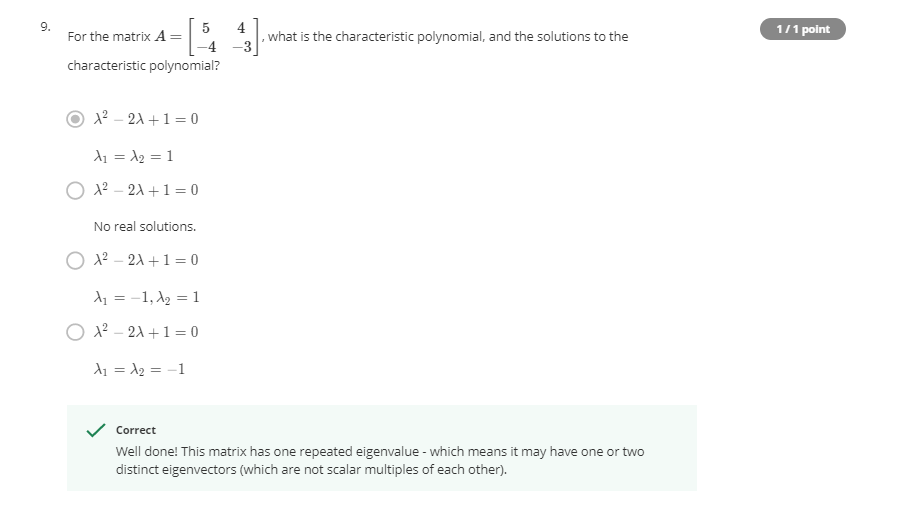 9.
1 / 1 point
For the matrix A = [5 4; −4 −3], what is the characteristic polynomial, and the solutions to the
characteristic polynomial?
λ² − 2λ + 1 = 0
λ₁ = λ₂ = 1
λ² − 2λ + 1 = 0
No real solutions.
λ² − 2λ + 1 = 0
λ₁ = −1, λ₂ = 1
λ² − 2λ + 1 = 0
λ₁ = λ₂ = −1
Correct
Well done! This matrix has one repeated eigenvalue - which means it may have one or two
distinct eigenvectors (which are not scalar multiples of each other).